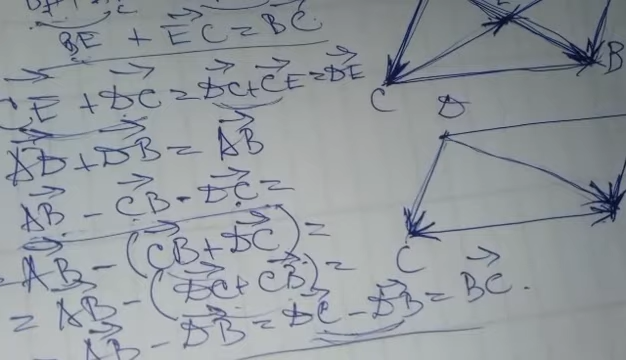 BE + EC = BC
CE + DC = DC + CE = DE
AD + DB = AB
AB - CB - DC =
= AB - (CB + DC) =
= AB - (DC + CB) =
= AB - DB = DC - DB = BC.
C
B
D
C